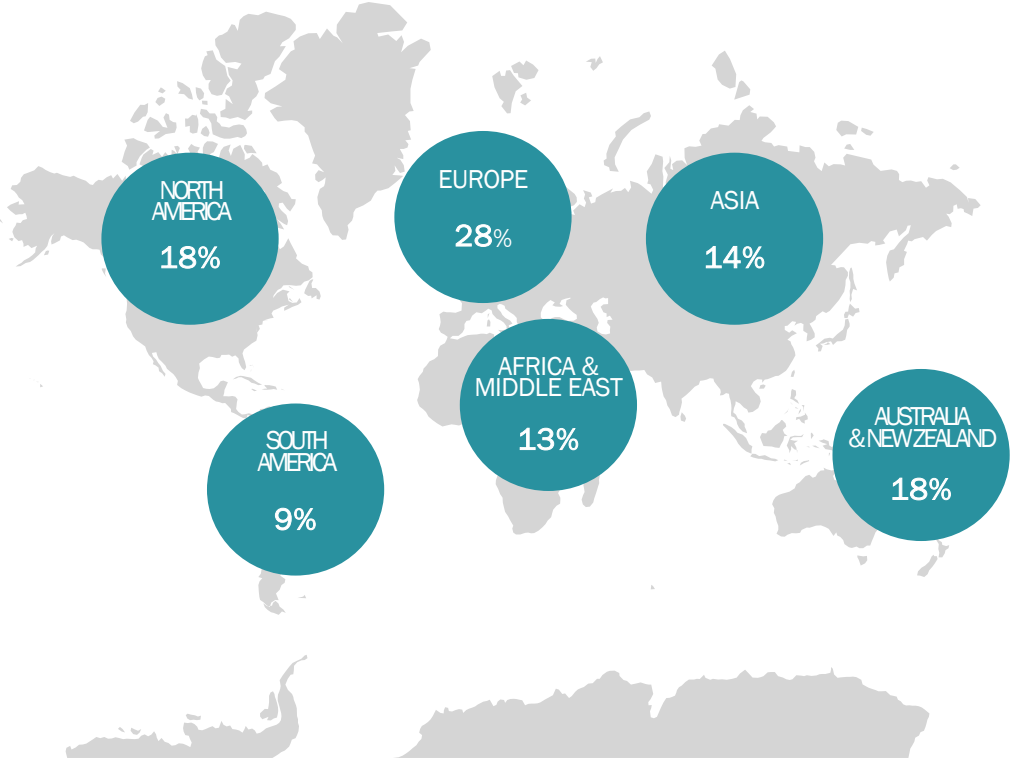 NORTH
AMERICA
18%
EUROPE
28%
ASIA
14%
AFRICA &
MIDDLE EAST
13%
SOUTH
AMERICA
9%
AUSTRALIA
& NEW ZEALAND
18%